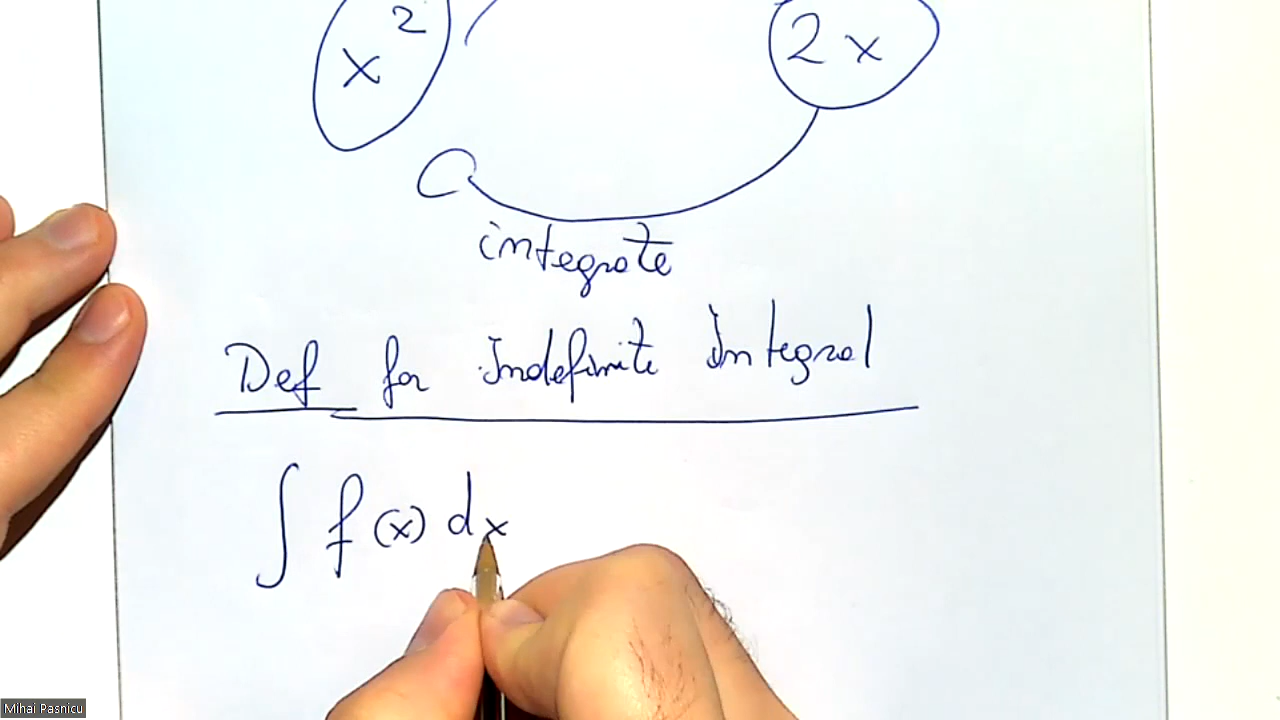 x² 2x
integrate
Def for Indefinite Integral
∫ f(x) dx
Mihai Pasnicu